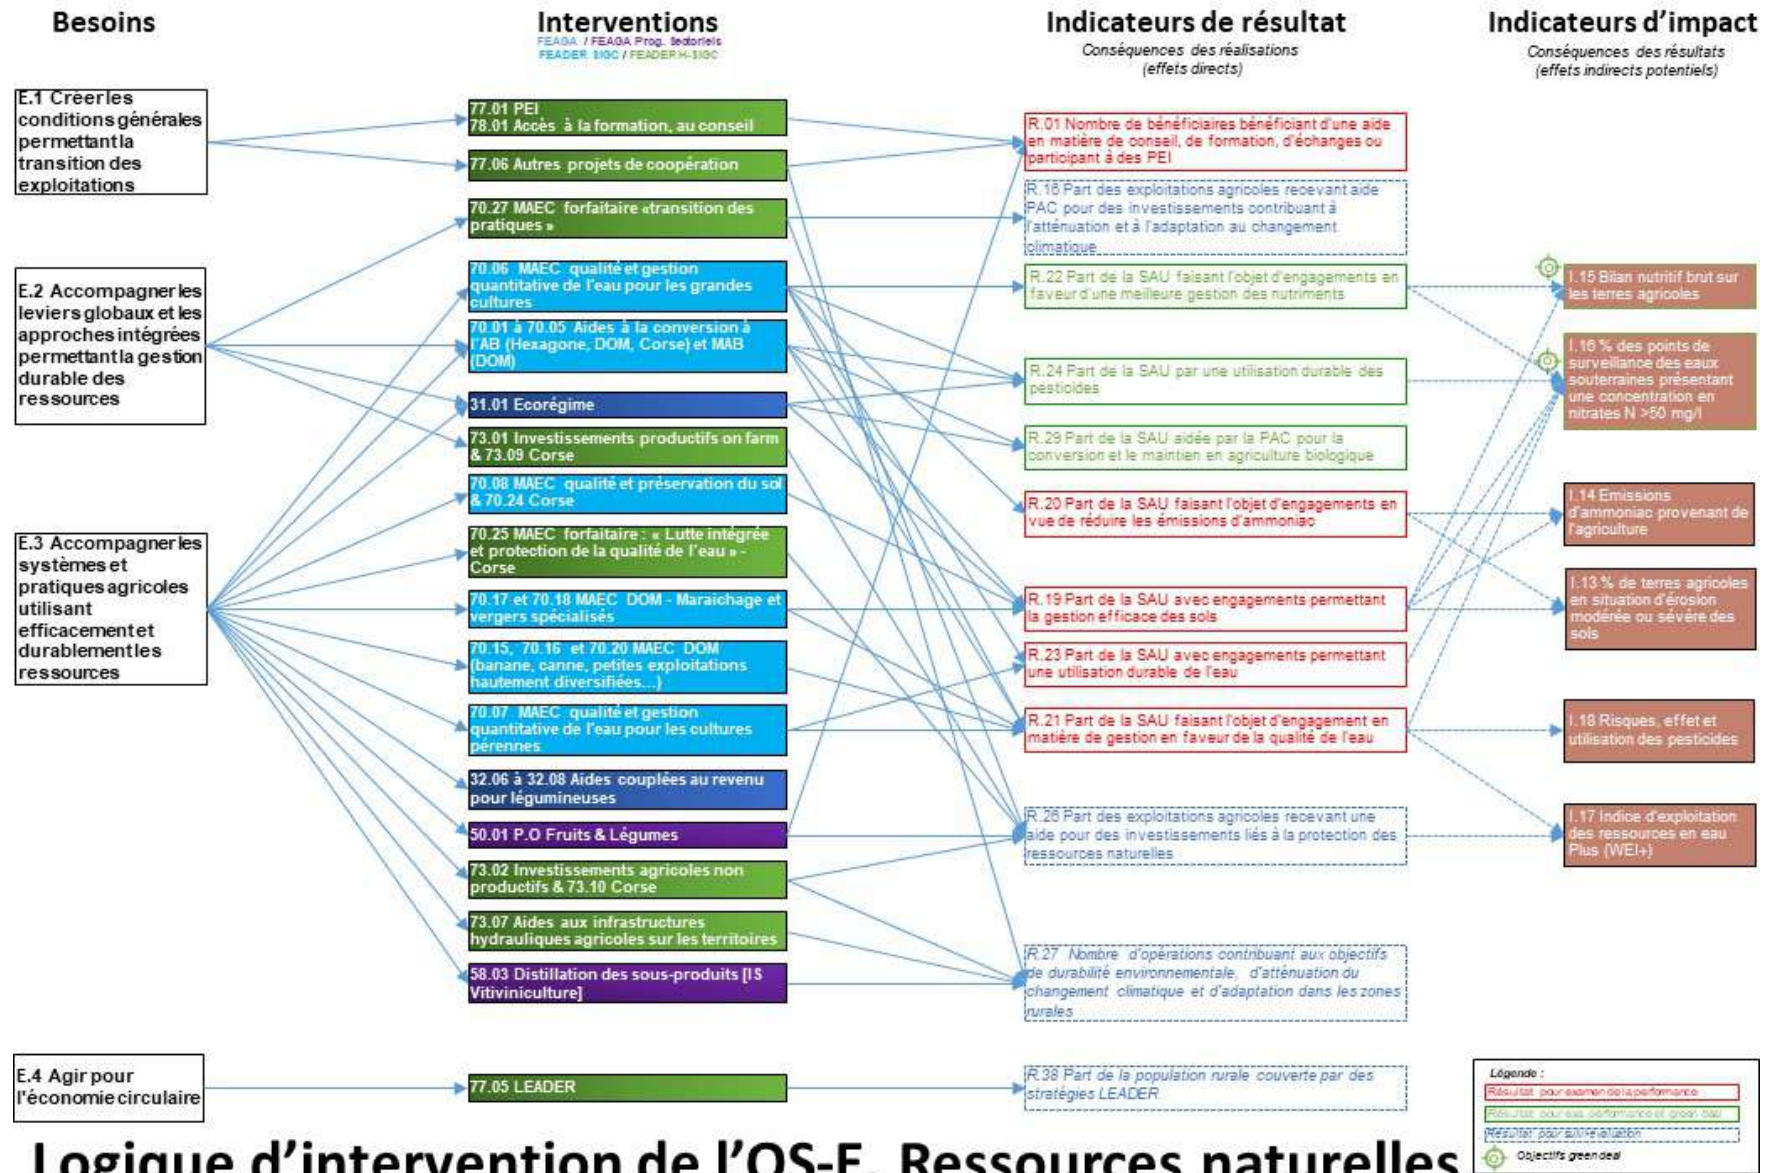 Besoins
Interventions
FEAGA / FEAGA Prog. Sectoriels
FEADER SIGC / FEADER H-SIGC
Indicateurs de résultat
Conséquences des réalisations
(effets directs)
Indicateurs d'impact
Conséquences des résultats
(effets indirects potentiels)
E.1 Créer les
conditions générales
permettant la
transition des
exploitations
E.2 Accompagner les
leviers globaux et les
approches intégrées
permettant la gestion
durable des
ressources
E.3 Accompagner les
systèmes et
pratiques agricoles
utilisant
efficacement et
durablement les
ressources
E.4 Agir pour
l'économie circulaire
77.01 PEI
78.01 Accès à la formation, au conseil
77.06 Autres projets de coopération
70.27 MAEC forfaitaire «transition des
pratiques »
70.06 MAEC qualité et gestion
quantitative de l'eau pour les grandes
cultures
70.01 à 70.05 Aides à la conversion à
l'AB (Hexagone, DOM, Corse) et MAB
(DOM)
31.01 Ecorégime
73.01 Investissements productifs on farm
& 73.09 Corse
70.08 MAEC qualité et préservation du sol
& 70.24 Corse
70.25 MAEC forfaitaire : « Lutte intégrée
et protection de la qualité de l'eau » -
Corse
70.17 et 70.18 MAEC DOM - Maraichage et
vergers spécialisés
70.15, 70.16 et 70.20 MAEC DOM
(banane, canne, petites exploitations
hautement diversifiées...)
70.07 MAEC qualité et gestion
quantitative de l'eau pour les cultures
pérennes
32.06 à 32.08 Aides couplées au revenu
pour légumineuses
50.01 P.O Fruits & Légumes
73.02 Investissements agricoles non
productifs & 73.10 Corse
73.07 Aides aux infrastructures
hydrauliques agricoles sur les territoires
58.03 Distillation des sous-produits [IS
Vitiviniculture]
77.05 LEADER
R.01 Nombre de bénéficiaires bénéficiant d'une aide
en matière de conseil, de formation, d'échanges ou
participant à des PEI
R.16 Part des exploitations agricoles recevant aide
PAC pour des investissements contribuant à
l'atténuation et à l'adaptation au changement
climatique
R.22 Part de la SAU faisant l'objet d'engagements en
faveur d'une meilleure gestion des nutriments
R.24 Part de la SAU par une utilisation durable des
pesticides
R.29 Part de la SAU aidée par la PAC pour la
conversion et le maintien en agriculture biologique
R.20 Part de la SAU faisant l'objet d'engagements en
vue de réduire les émissions d'ammoniac
R.19 Part de la SAU avec engagements permettant
la gestion efficace des sols
R.23 Part de la SAU avec engagements permettant
une utilisation durable de l'eau
R.21 Part de la SAU faisant l'objet d'engagement en
matière de gestion en faveur de la qualité de l'eau
R.26 Part des exploitations agricoles recevant une
aide pour des investissements liés à la protection des
ressources naturelles
R.27 Nombre d'opérations contribuant aux objectifs
de durabilité environnementale, d'atténuation du
changement climatique et d'adaptation dans les zones
rurales
R.38 Part de la population rurale couverte par des
stratégies LEADER
I.15 Bilan nutritif brut sur
les terres agricoles
I.16 % des points de
surveillance des eaux
souterraines présentant
une concentration en
nitrates N >50 mg/l
I.14 Emissions
d'ammoniac provenant de
l'agriculture
I.13 % de terres agricoles
en situation d'érosion
modérée ou sévère des
sols
I.18 Risques, effet et
utilisation des pesticides
I.17 Indice d'exploitation
des ressources en eau
Plus (WEI+)
Légende :
Résultat pour examen de la performance
Résultat pour exa. performance et green deal
Résultat pour suivi-évaluation
Objectifs green deal
Logique d'intervention de l'OS-E. Ressources naturelles